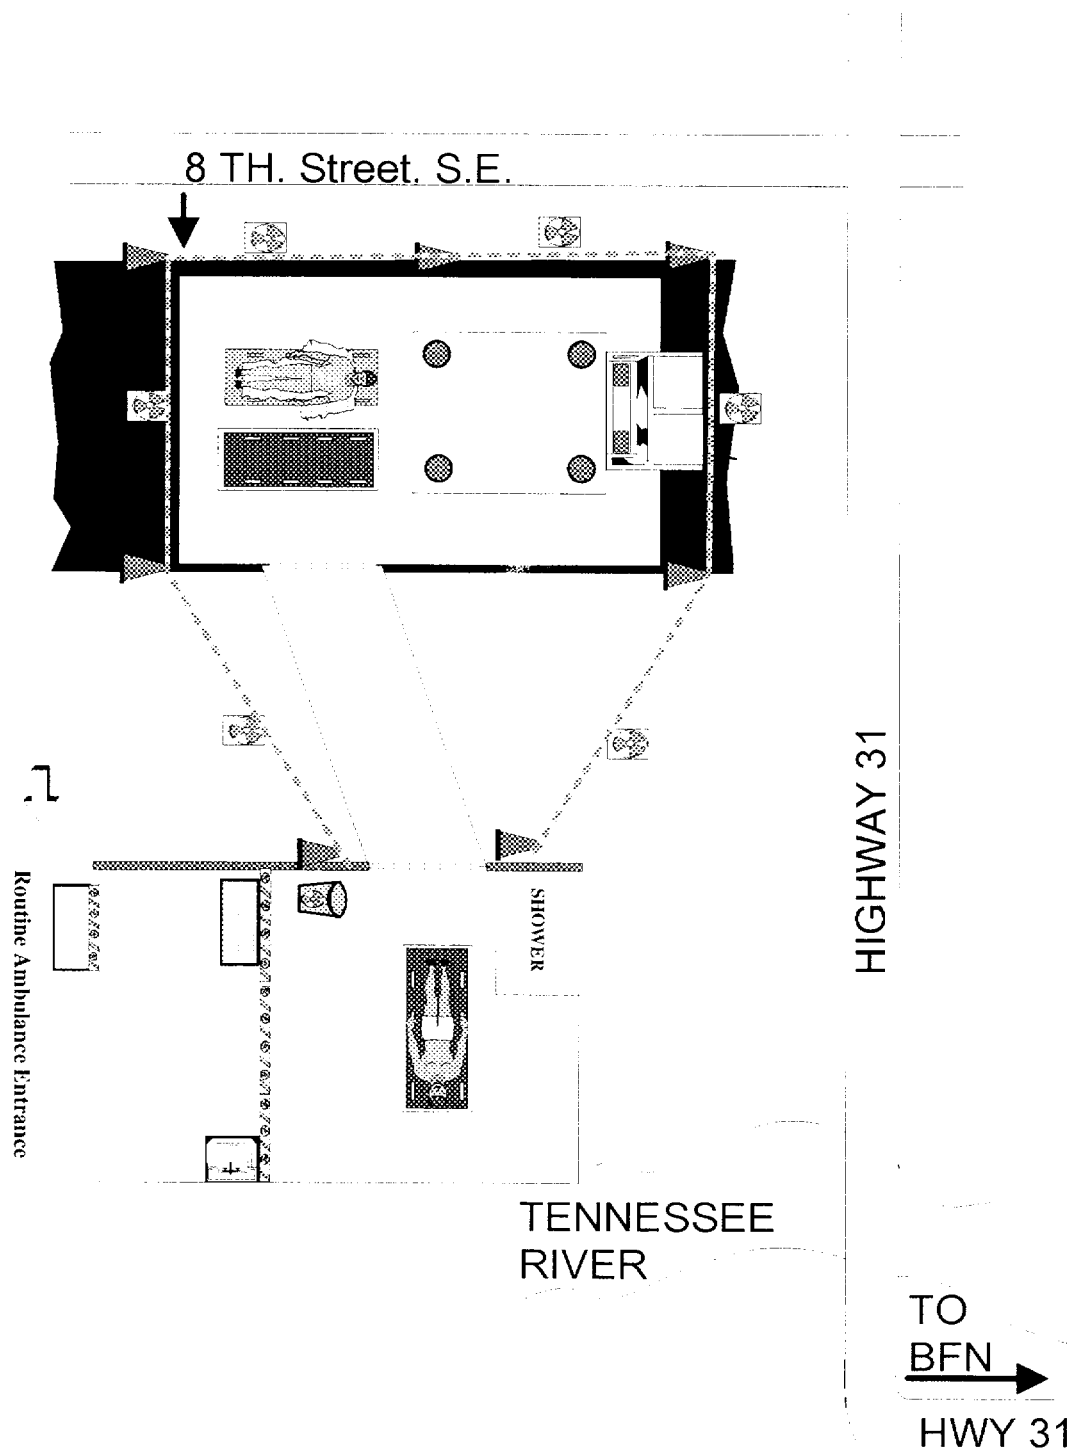 8 TH. Street. S.E.
HIGHWAY 31
SHOWER
Routine Ambulance Entrance
TENNESSEE
RIVER
TO
BFN
HWY 31